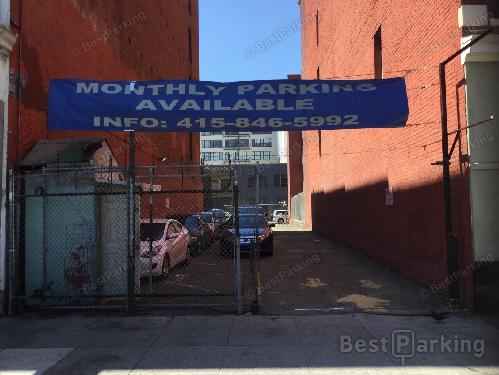 MONTHLY PARKING
AVAILABLE
INFO: 415-846-5992
BestParking